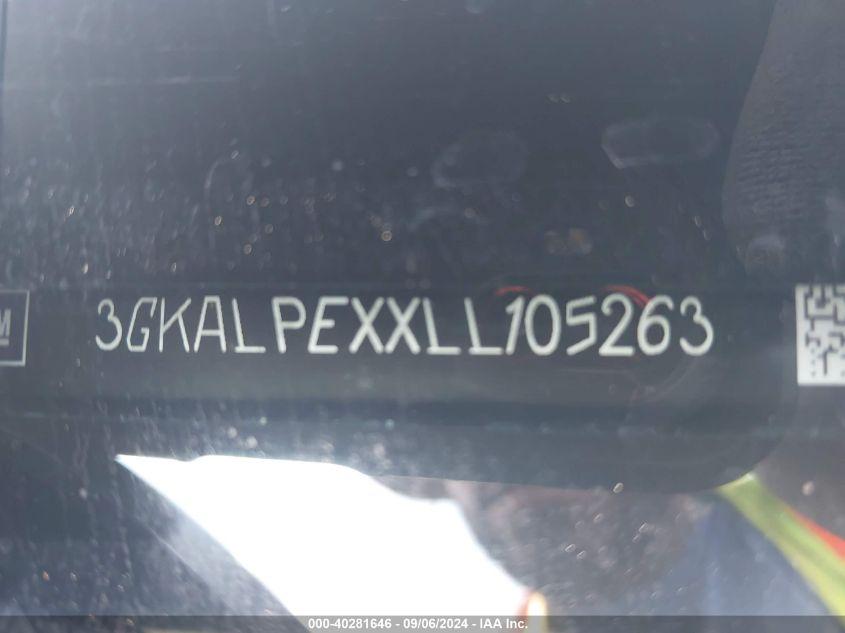 M
3GKALPEXXLL105263
000-40281646 - 09/06/2024 - IAA Inc.